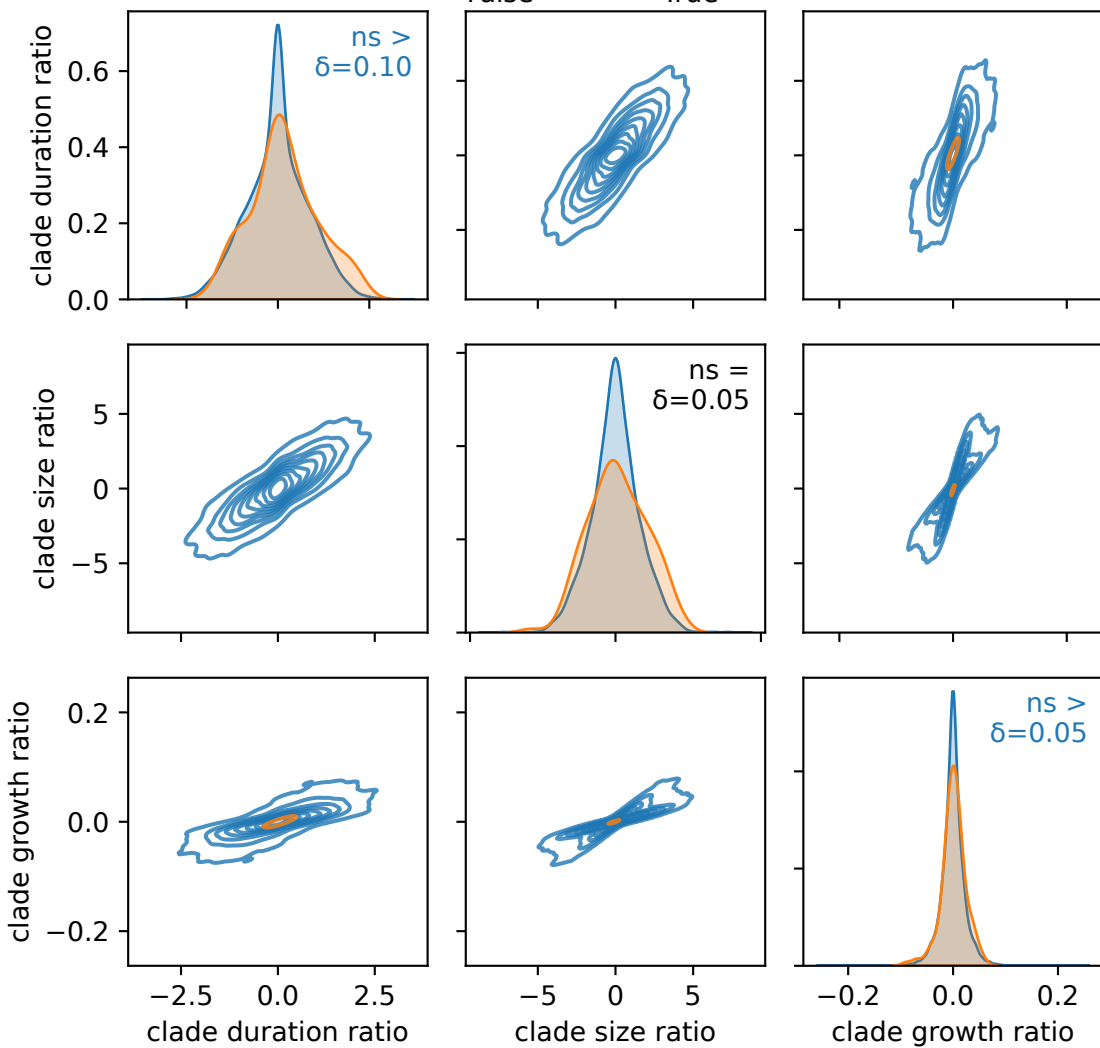 clade duration ratio
0.6
0.4
0.2
0.0
ns >
δ=0.10
clade size ratio
5
0
−5
ns =
δ=0.05
clade growth ratio
0.2
0.0
−0.2
ns >
δ=0.05
−2.5 0.0 2.5
−5 0 5
−0.2 0.0 0.2
clade duration ratio
clade size ratio
clade growth ratio